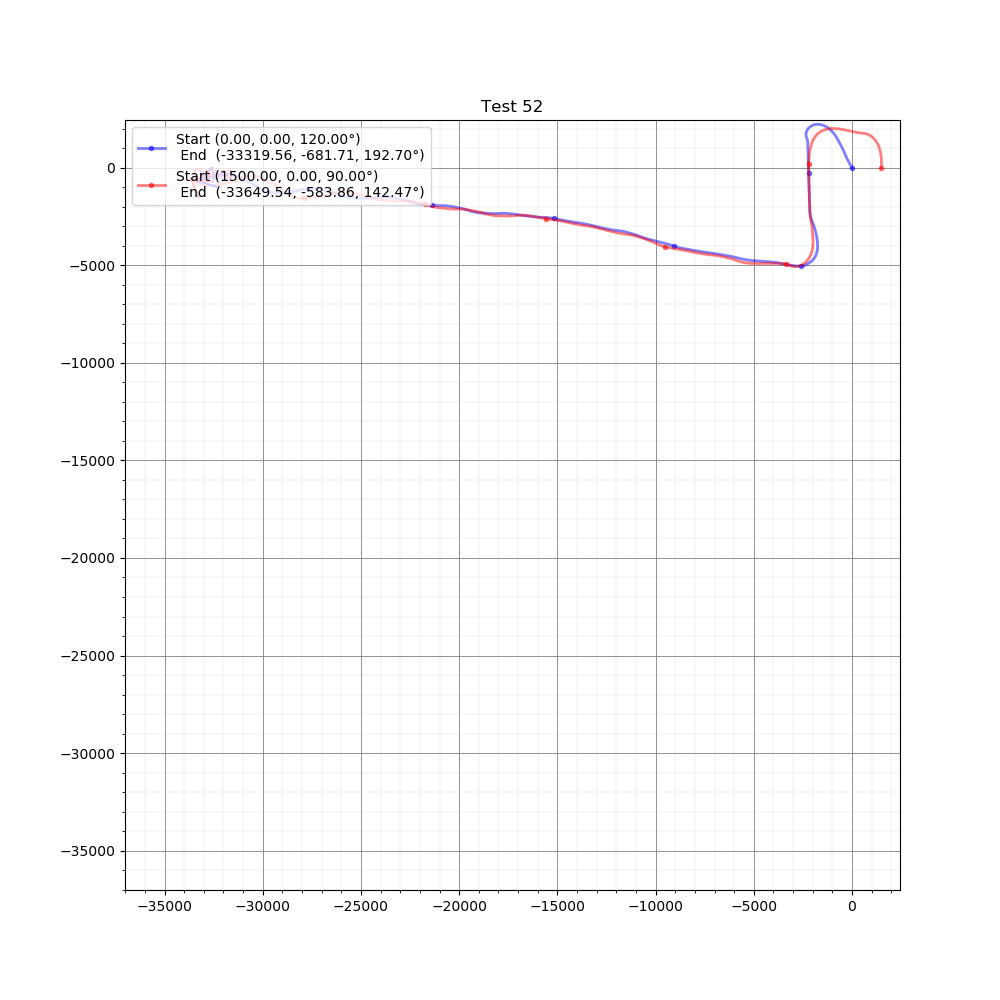 Test 52
Start (0.00, 0.00, 120.00°)
End (-33319.56, -681.71, 192.70°)
Start (1500.00, 0.00, 90.00°)
End (-33649.54, -583.86, 142.47°)
0
−5000
−10000
−15000
−20000
−25000
−30000
−35000
−35000 −30000 −25000 −20000 −15000 −10000 −5000 0